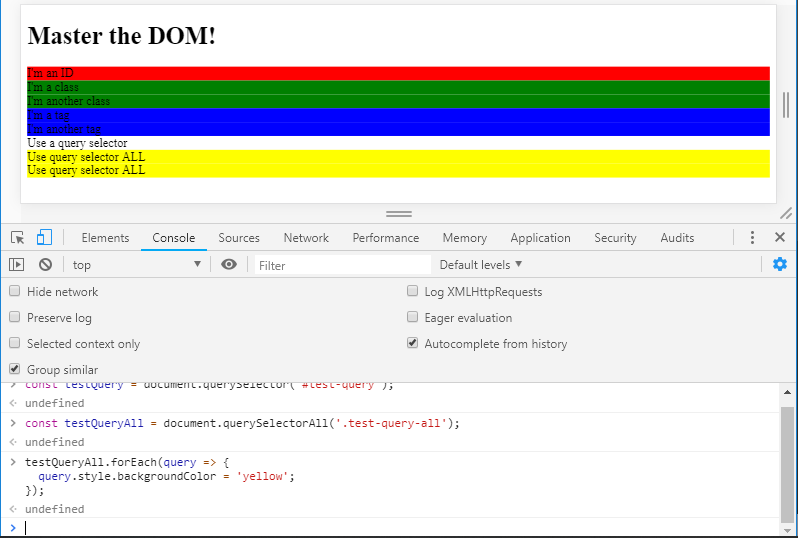 Master the DOM!
I'm an ID
I'm a class
I'm another class
I'm a tag
I'm another tag
Use a query selector
Use query selector ALL
Use query selector ALL
Elements Console Sources Network Performance Memory Application Security Audits
top Filter Default levels
Hide network Log XMLHttpRequests
Preserve log Eager evaluation
Selected context only Autocomplete from history
Group similar
const testQuery = document.querySelector('#test-query');
undefined
const testQueryAll = document.querySelectorAll('.test-query-all');
undefined
testQueryAll.forEach(query => {
query.style.backgroundColor = 'yellow';
});
undefined